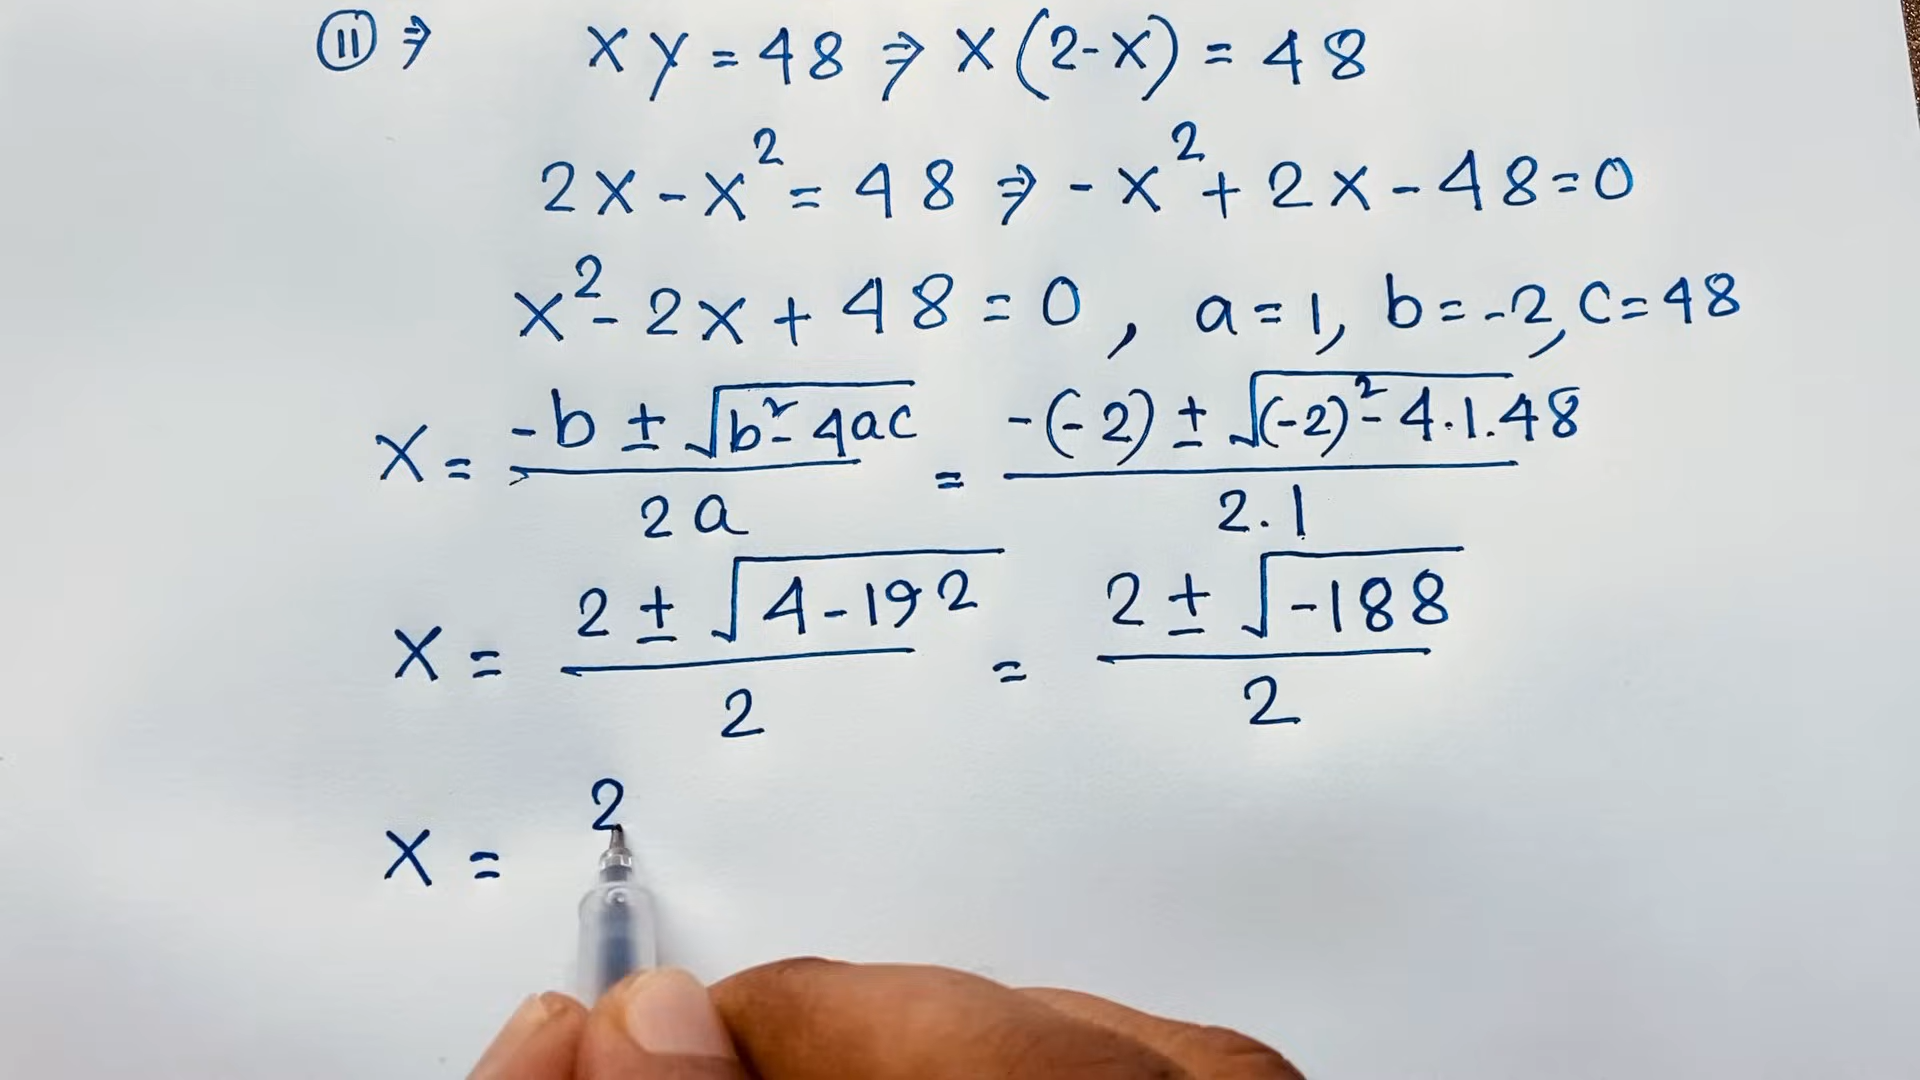 (ii) ⇒ xy = 48 ⇒ x(2-x) = 48
2x - x² = 48 ⇒ -x² + 2x - 48 = 0
x² - 2x + 48 = 0, a = 1, b = -2, c = 48
x = (-b ± √(b² - 4ac))/(2a) = (-(-2) ± √((-2)² - 4.1.48))/(2.1)
x = (2 ± √(4 - 192))/2 = (2 ± √(-188))/2
x = 2